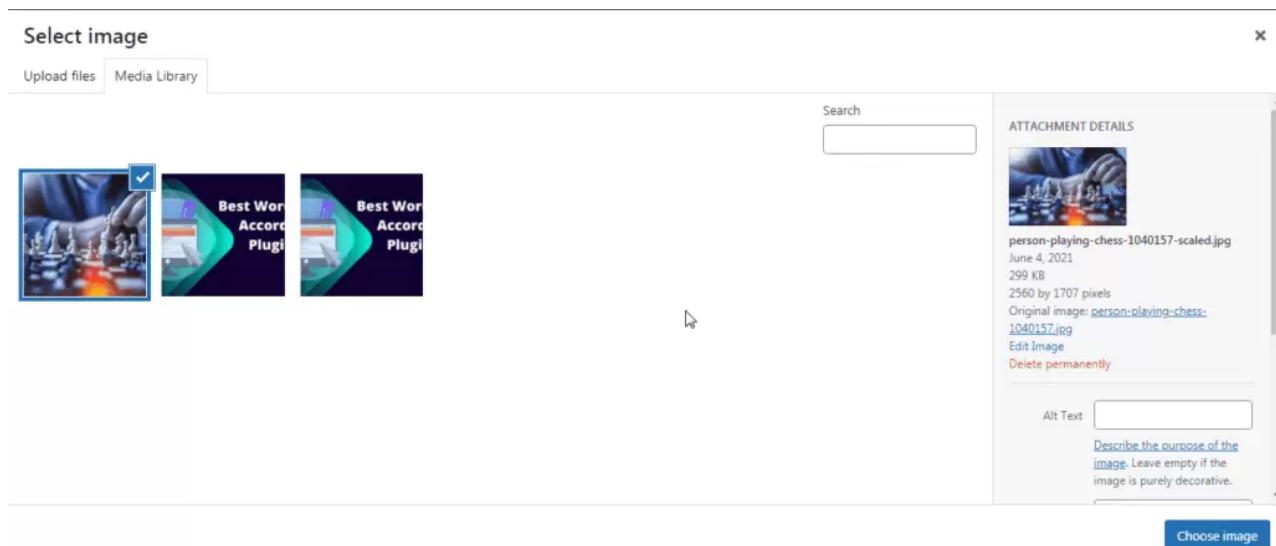 Select image
Upload files
Media Library
Search
Best Wor
Accord
Plugi
Best Wor
Accord
Plugi
ATTACHMENT DETAILS
person-playing-chess-1040157-scaled.jpg
June 4, 2021
299 KB
2560 by 1707 pixels
Original image: person-playing-chess-
1040157.jpg
Edit Image
Delete permanently
Alt Text
Describe the purpose of the
image. Leave empty if the
image is purely decorative.
Choose image